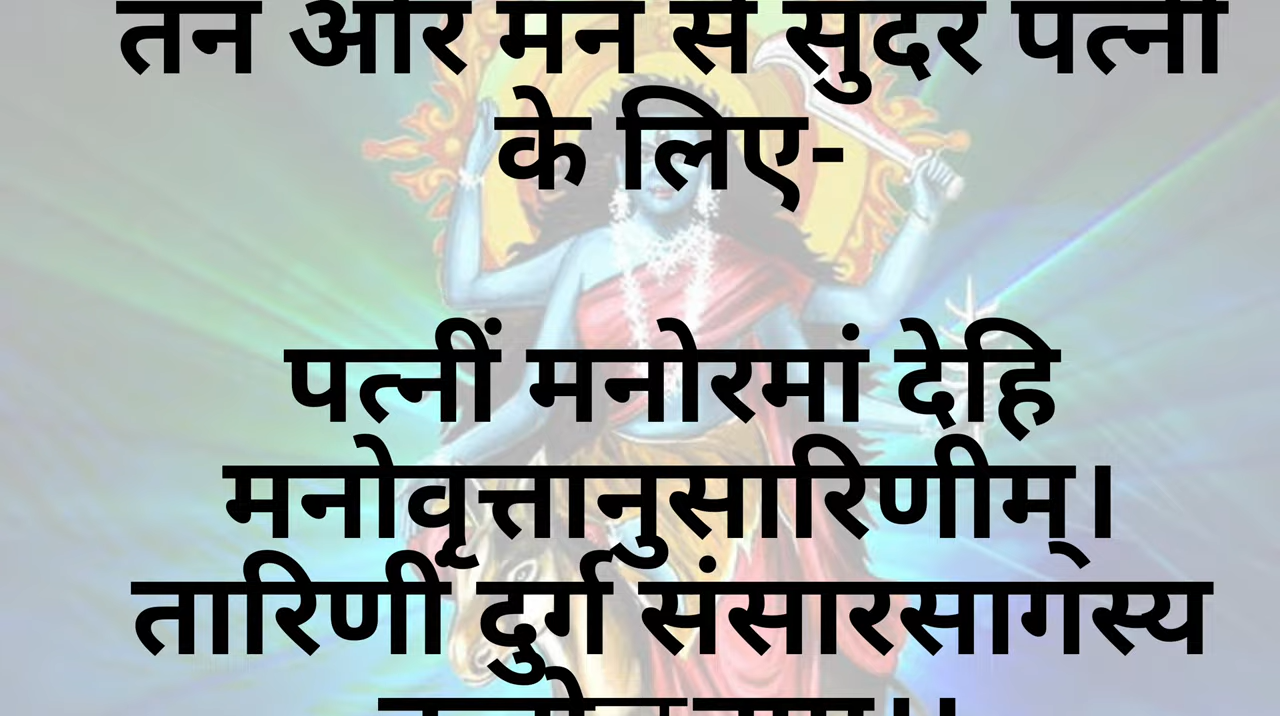 तन और मन से सुंदर पत्नी
के लिए-
पत्नीं मनोरमां देहि
मनोवृत्तानुसारिणीम्।
तारिणी दुर्ग संसारसागस्य